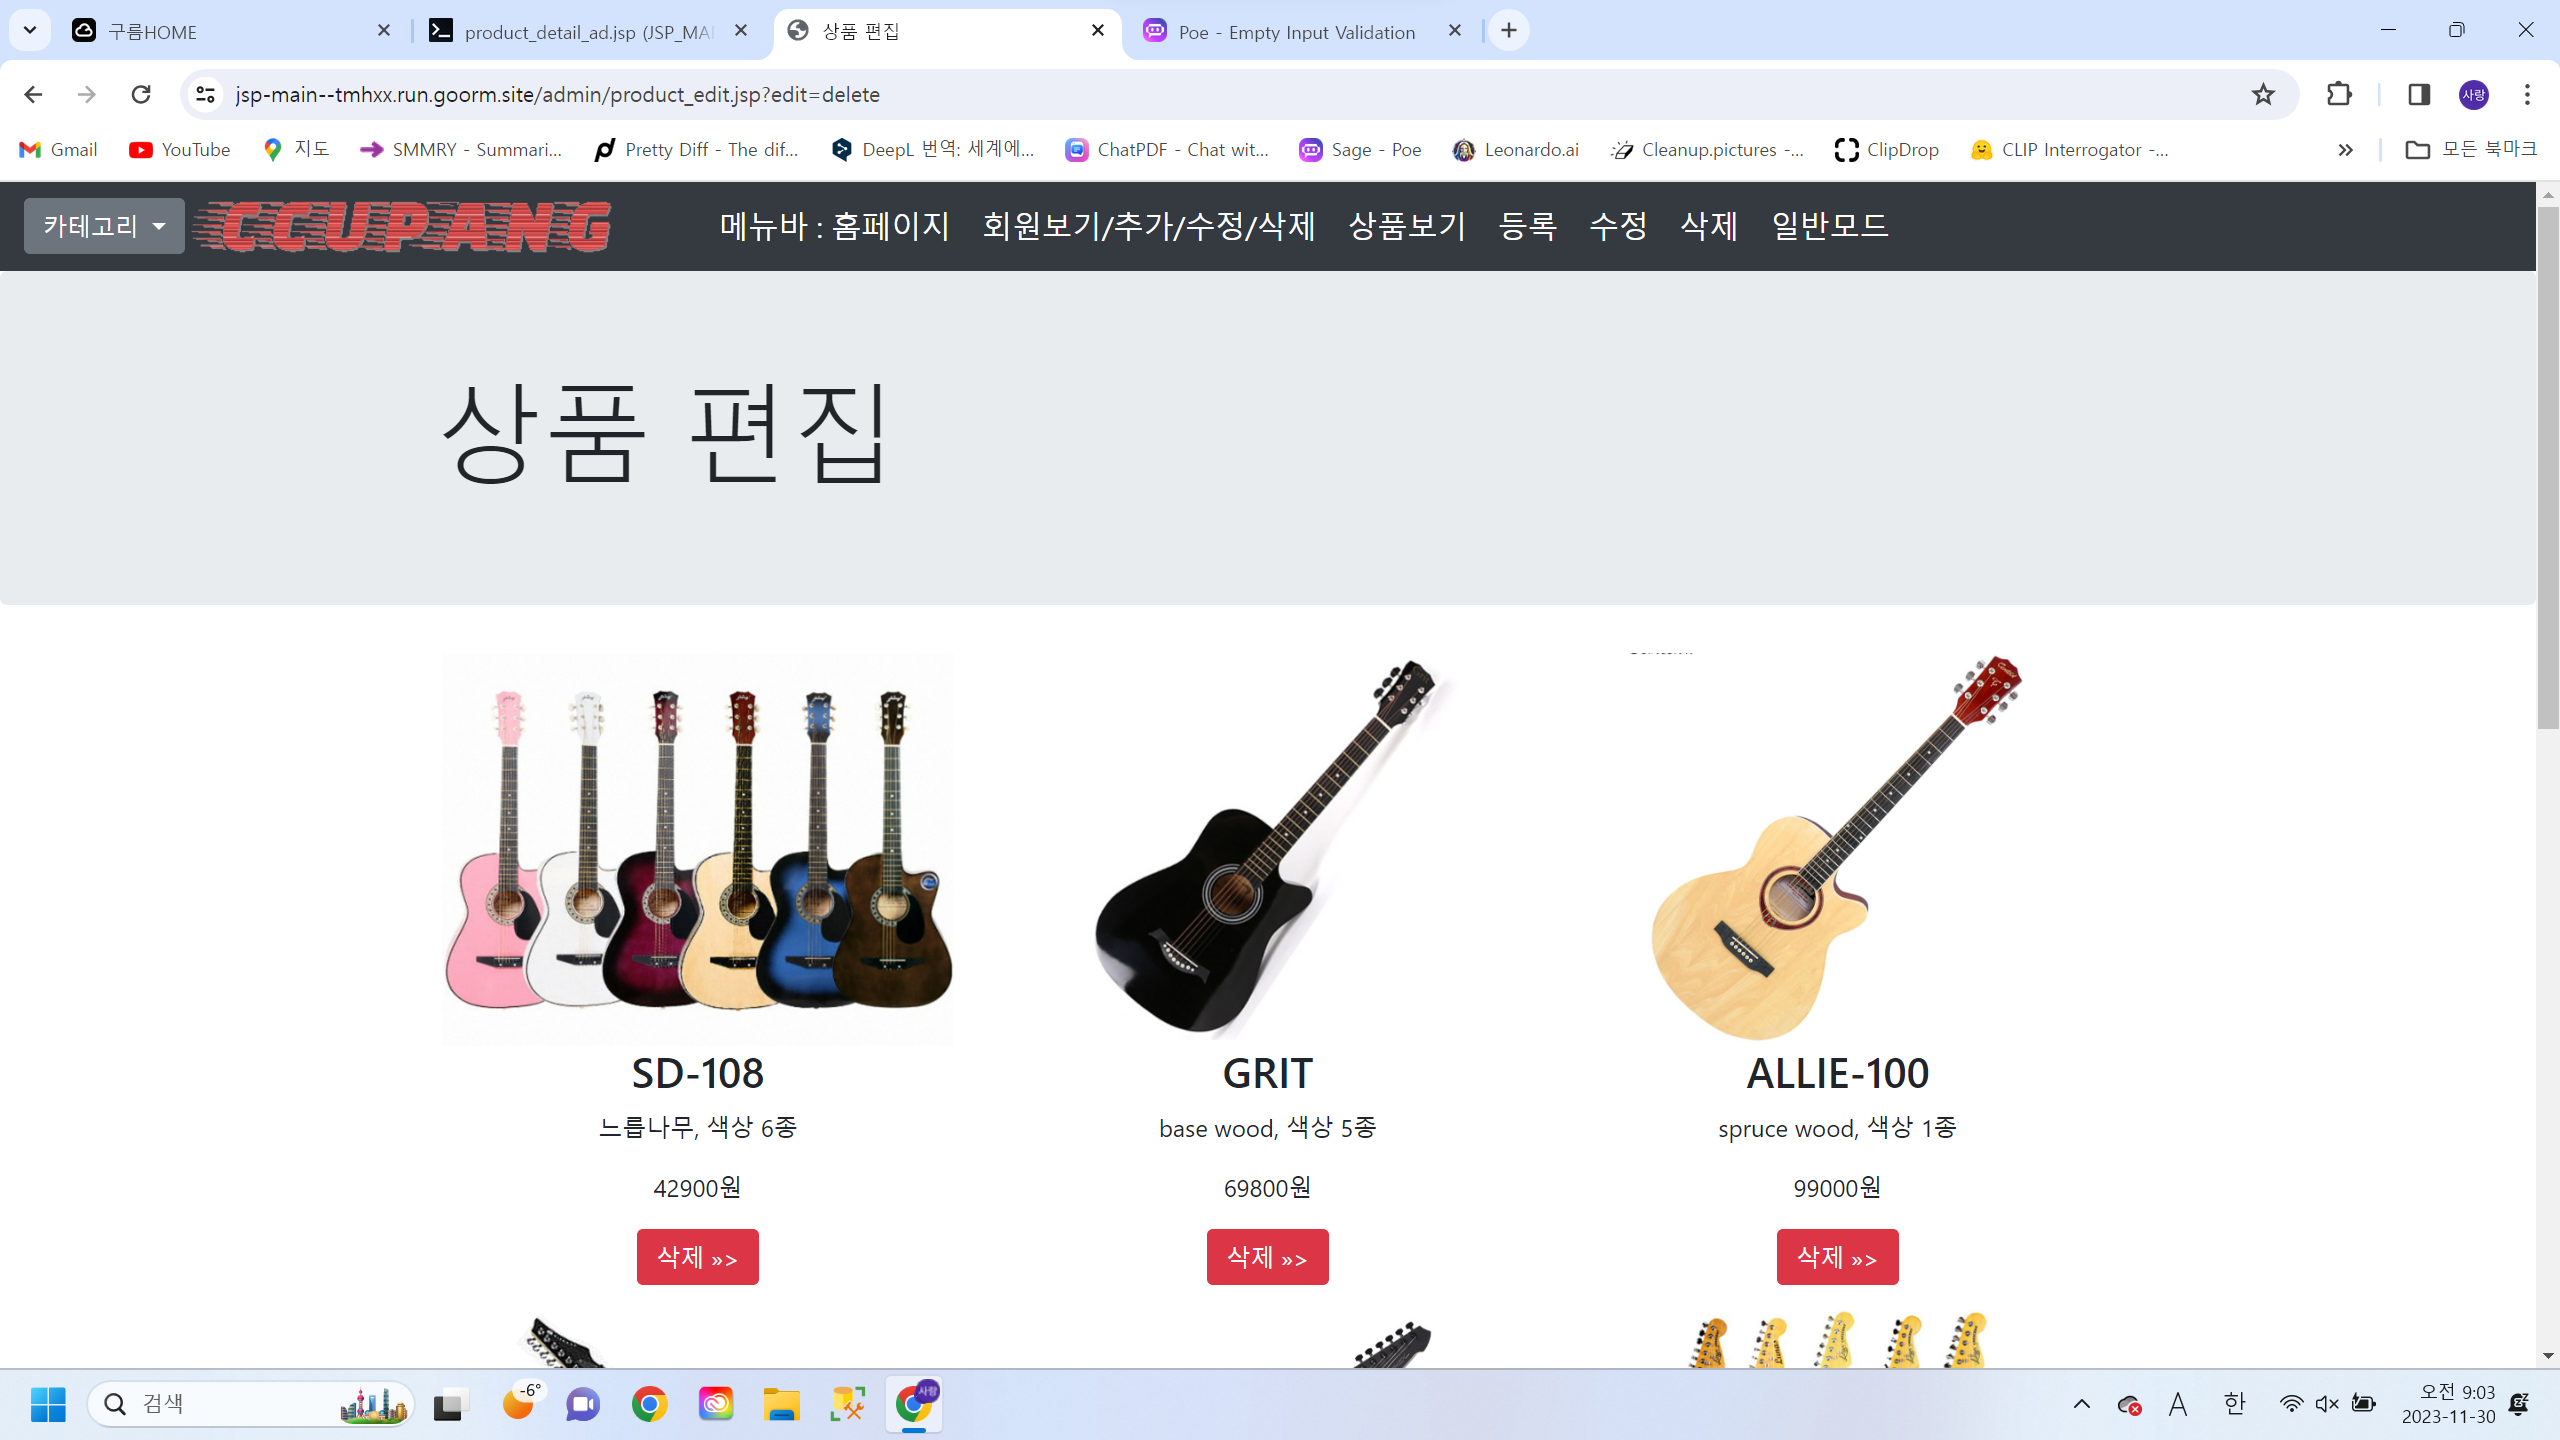 구름HOME
product_detail_ad.jsp (JSP_MAI
상품 편집
Poe - Empty Input Validation
jsp-main--tmhxx.run.goorm.site/admin/product_edit.jsp?edit=delete
사랑
Gmail
YouTube
지도
SMMRY - Summari...
Pretty Diff - The dif...
DeepL 번역: 세계에...
ChatPDF - Chat wit...
Sage - Poe
Leonardo.ai
Cleanup.pictures -...
ClipDrop
CLIP Interrogator -...
모든 북마크
카테고리
CCUPANG
메뉴바 : 홈페이지
회원보기/추가/수정/삭제
상품보기
등록
수정
삭제
일반모드
상품 편집
SD-108
느릅나무, 색상 6종
42900원
삭제 »>
GRIT
base wood, 색상 5종
69800원
삭제 »>
ALLIE-100
spruce wood, 색상 1종
99000원
삭제 »>
검색
-6°
사랑
A
한
오전 9:03
2023-11-30